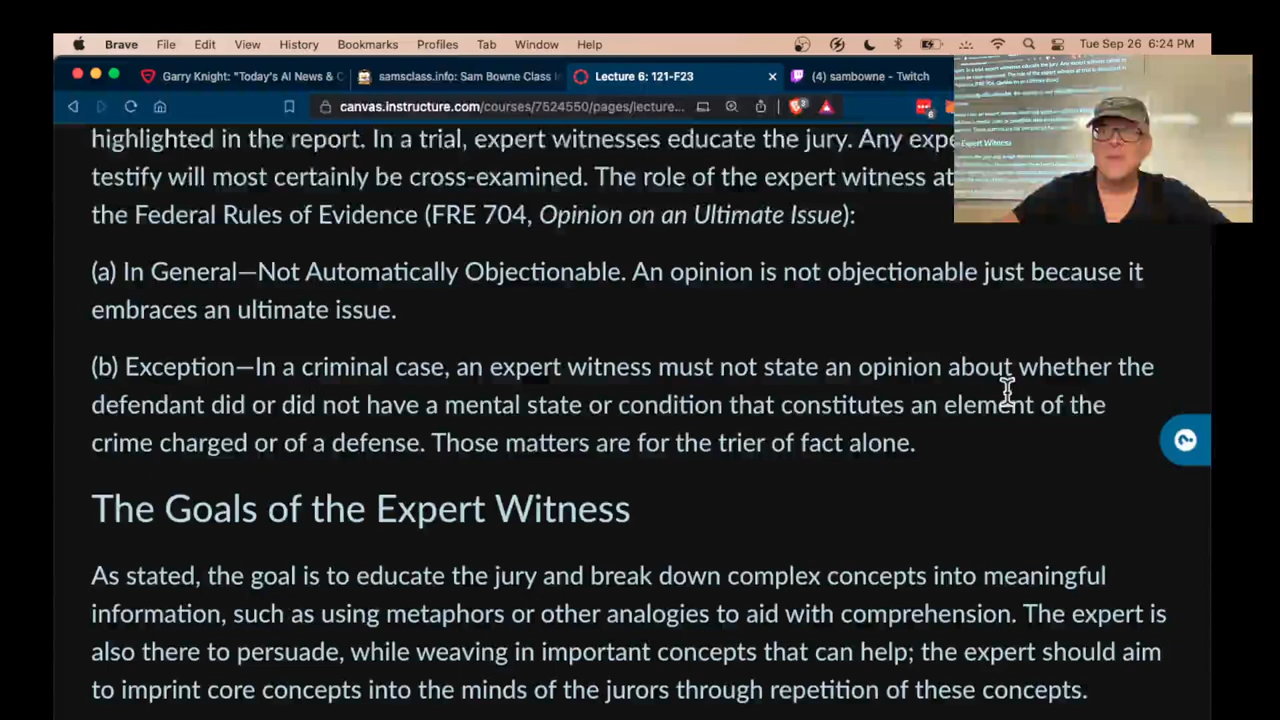 Brave File Edit View History Bookmarks Profiles Tab Window Help Tue Sep 26 6:24 PM
Garry Knight: "Today's AI News & C samsclass.info: Sam Bowne Class I Lecture 6: 121-F23 (4) sambowne - Twitch
canvas.instructure.com/courses/7524550/pages/lecture...
highlighted in the report. In a trial, expert witnesses educate the jury. Any expe
testify will most certainly be cross-examined. The role of the expert witness at
the Federal Rules of Evidence (FRE 704, Opinion on an Ultimate Issue):
(a) In General—Not Automatically Objectionable. An opinion is not objectionable just because it
embraces an ultimate issue.
(b) Exception—In a criminal case, an expert witness must not state an opinion about whether the
defendant did or did not have a mental state or condition that constitutes an element of the
crime charged or of a defense. Those matters are for the trier of fact alone.
The Goals of the Expert Witness
As stated, the goal is to educate the jury and break down complex concepts into meaningful
information, such as using metaphors or other analogies to aid with comprehension. The expert is
also there to persuade, while weaving in important concepts that can help; the expert should aim
to imprint core concepts into the minds of the jurors through repetition of these concepts.